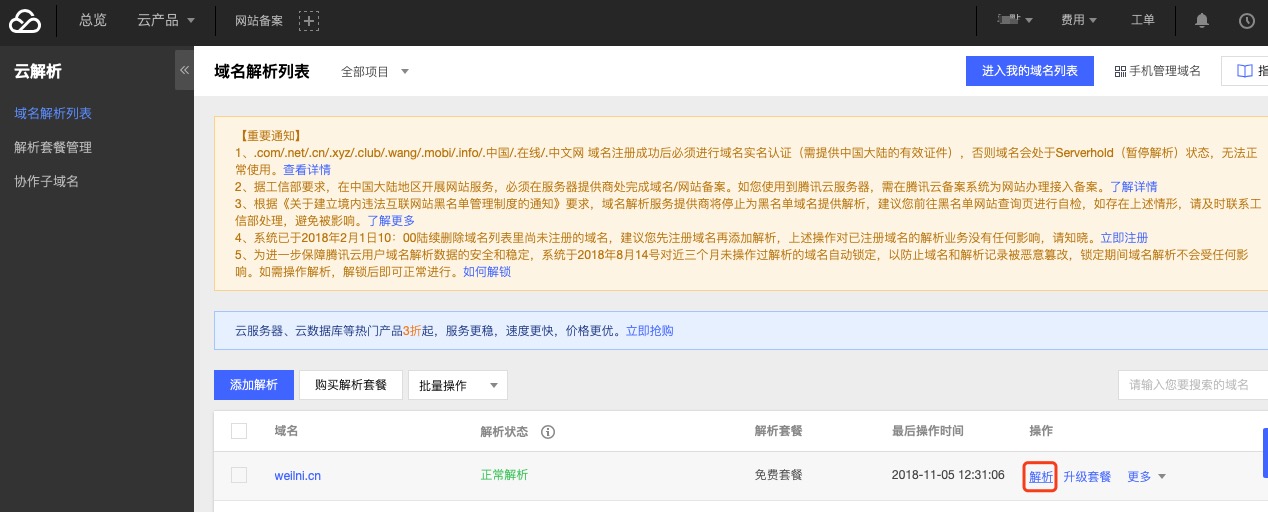 总览 云产品 网站备案 费用 工单
云解析
域名解析列表
解析套餐管理
协作子域名
域名解析列表 全部项目 进入我的域名列表 手机管理域名 指
【重要通知】
1、.com/.net/.cn/.xyz/.club/.wang/.mobi/.info/.中国/.在线/.中文网 域名注册成功后必须进行域名实名认证（需提供中国大陆的有效证件），否则域名会处于Serverhold（暂停解析）状态，无法正
常使用。查看详情
2、据工信部要求，在中国大陆地区开展网站服务，必须在服务器提供商处完成域名/网站备案。如您使用到腾讯云服务器，需在腾讯云备案系统为网站办理接入备案。了解详情
3、根据《关于建立境内违法互联网站黑名单管理制度的通知》要求，域名解析服务提供商将停止为黑名单域名提供解析，建议您前往黑名单网站查询页进行自检，如存在上述情形，请及时联系工
信部处理，避免被影响。了解更多
4、系统已于2018年2月1日10：00陆续删除域名列表里尚未注册的域名，建议您先注册域名再添加解析，上述操作对已注册域名的解析业务没有任何影响，请知晓。立即注册
5、为进一步保障腾讯云用户域名解析数据的安全和稳定，系统于2018年8月14号对近三个月未操作过解析的域名自动锁定，以防止域名和解析记录被恶意篡改，锁定期间域名解析不会受任何影
响。如需操作解析，解锁后即可正常进行。如何解锁
云服务器、云数据库等热门产品3折起，服务更稳，速度更快，价格更优。立即抢购
添加解析 购买解析套餐 批量操作 请输入您要搜索的域名
域名 解析状态 解析套餐 最后操作时间 操作
weilni.cn 正常解析 免费套餐 2018-11-05 12:31:06 解析 升级套餐 更多